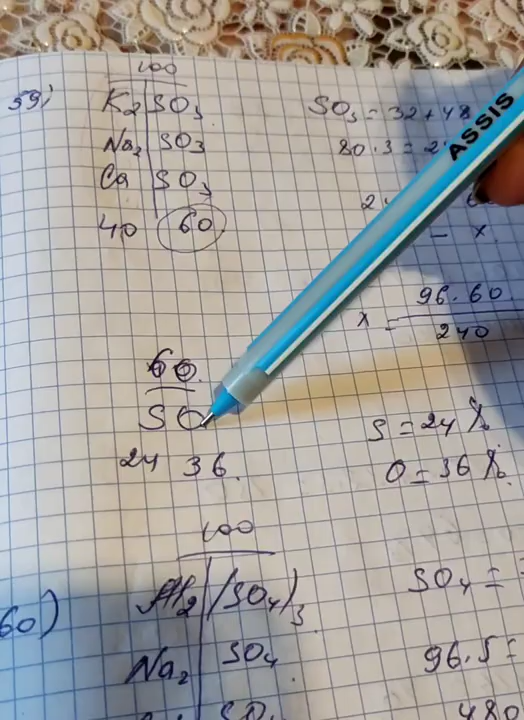 100
59)
K2 SO3
SO3 = 32 + 48
Na2 SO3
80.3 = 2
Ca SO3
40 60
- x
x = 96.60
240
60
S O
24 36.
S = 24 %.
O = 36 %.
100
60)
Al2 (SO4)3
SO4 =
Na2 SO4
96.5 =
480
ASSIS